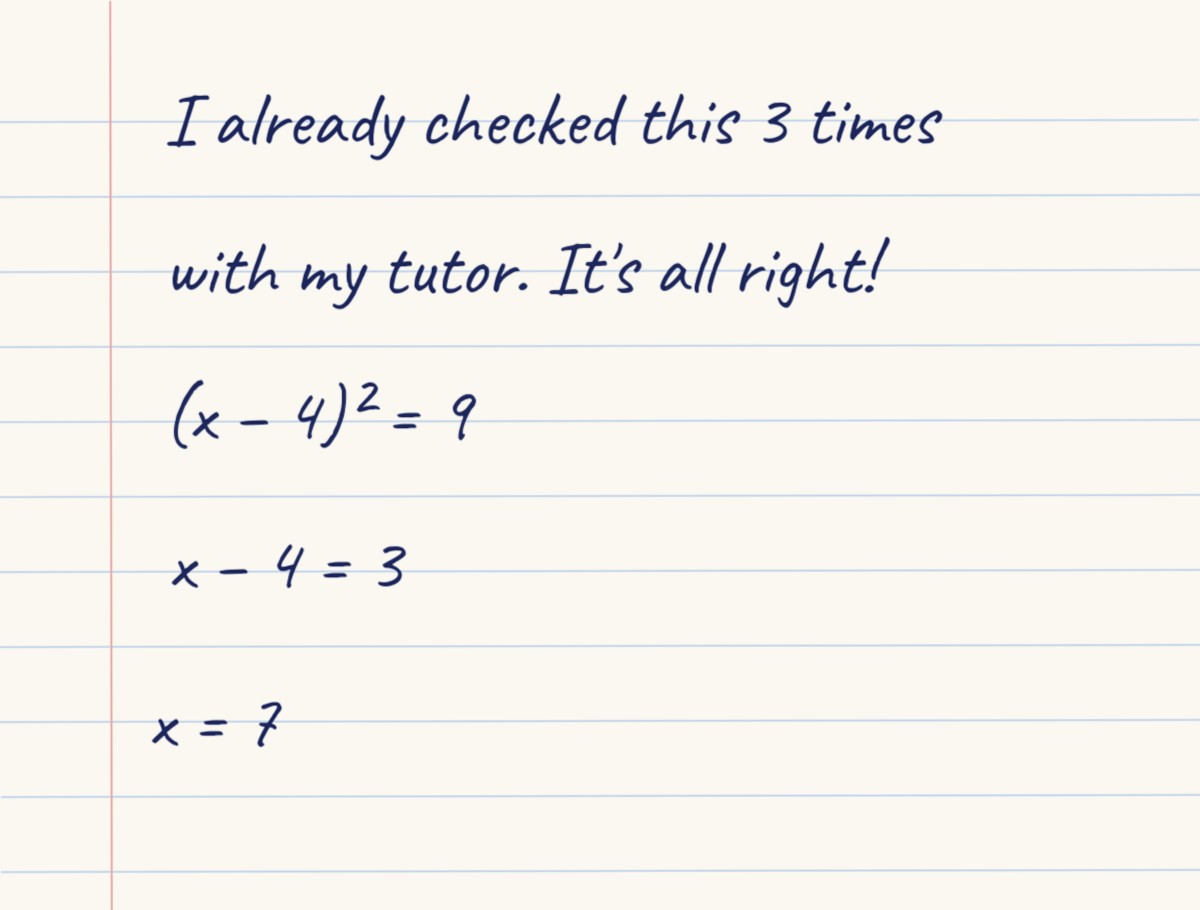 I already checked this 3 times
with my tutor. It's all right!
(x – 4)² = 9
x – 4 = 3
x = 7